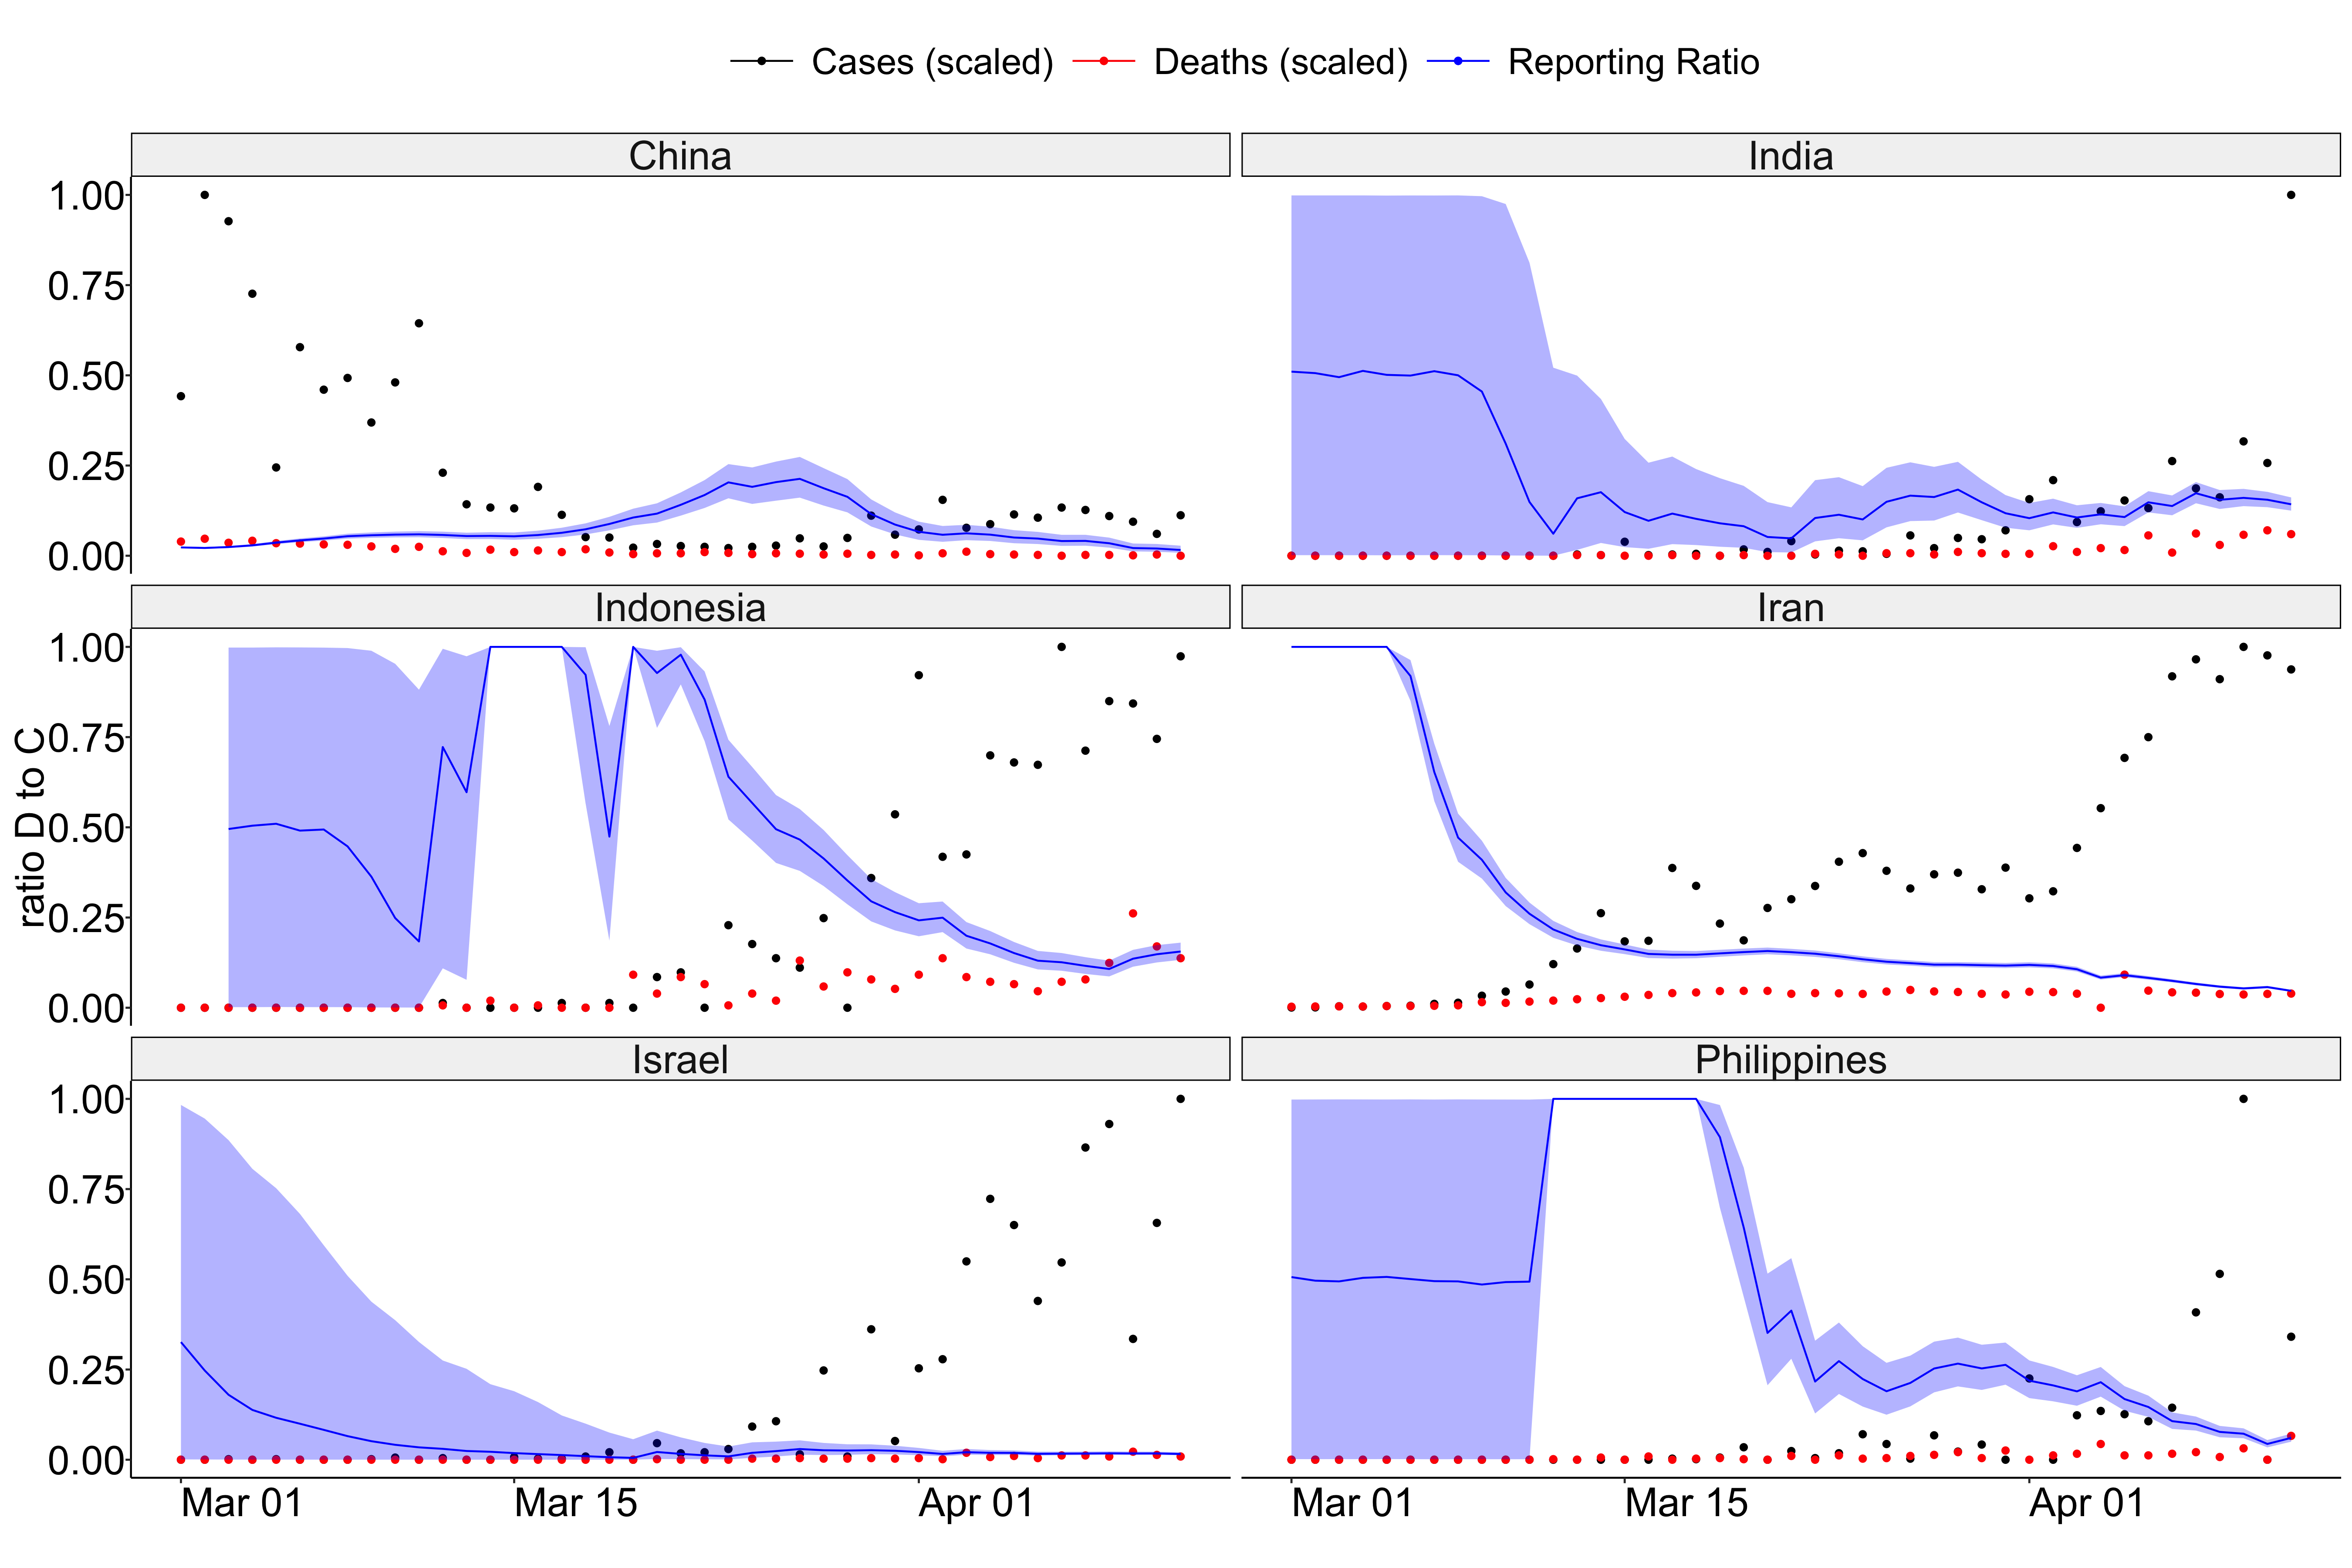 Cases (scaled) Deaths (scaled) Reporting Ratio
China India
1.00
0.75
0.50
0.25
0.00
Indonesia Iran
1.00
0.75
0.50
0.25
0.00
ratio D to C
Israel Philippines
1.00
0.75
0.50
0.25
0.00
Mar 01 Mar 15 Apr 01 Mar 01 Mar 15 Apr 01